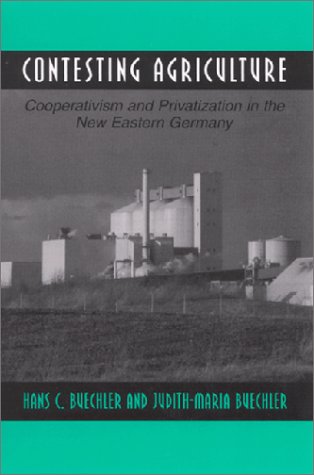 CONTESTING AGRICULTURE
Cooperativism and Privatization in the
New Eastern Germany
HANS C. BUECHLER AND JUDITH-MARIA BUECHLER